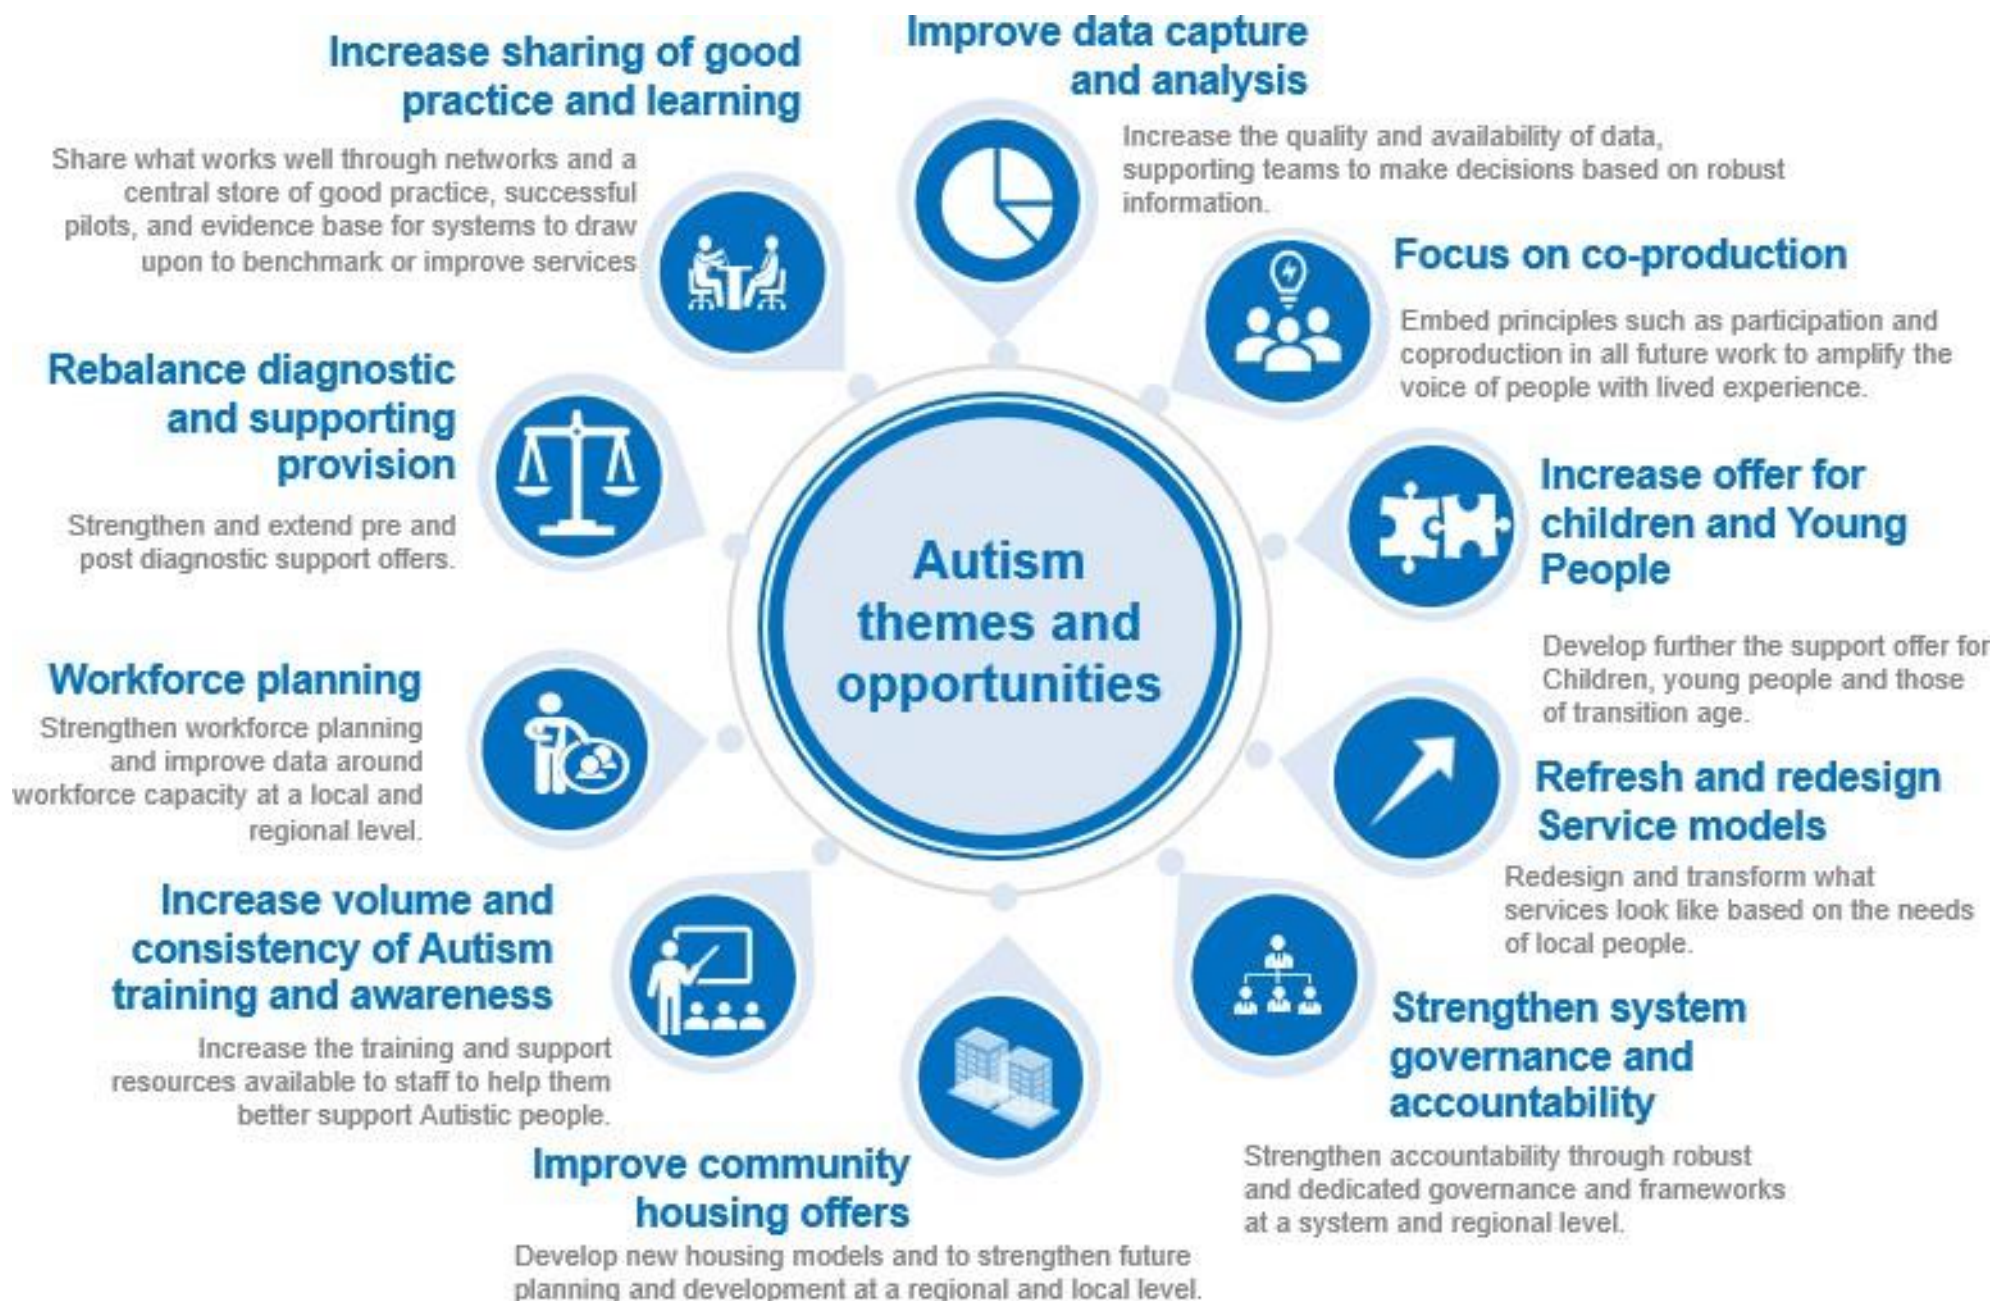 Improve data capture
and analysis
Increase the quality and availability of data,
supporting teams to make decisions based on robust
information.
Focus on co-production
Embed principles such as participation and
coproduction in all future work to amplify the
voice of people with lived experience.
Increase offer for
children and Young
People
Develop further the support offer for
Children, young people and those
of transition age.
Refresh and redesign
Service models
Redesign and transform what
services look like based on the needs
of local people.
Strengthen system
governance and
accountability
Strengthen accountability through robust
and dedicated governance and frameworks
at a system and regional level.
Improve community
housing offers
Develop new housing models and to strengthen future
planning and development at a regional and local level.
Increase volume and
consistency of Autism
training and awareness
Increase the training and support
resources available to staff to help them
better support Autistic people.
Workforce planning
Strengthen workforce planning
and improve data around
workforce capacity at a local and
regional level.
Rebalance diagnostic
and supporting
provision
Strengthen and extend pre and
post diagnostic support offers.
Increase sharing of good
practice and learning
Share what works well through networks and a
central store of good practice, successful
pilots, and evidence base for systems to draw
upon to benchmark or improve services
Autism
themes and
opportunities